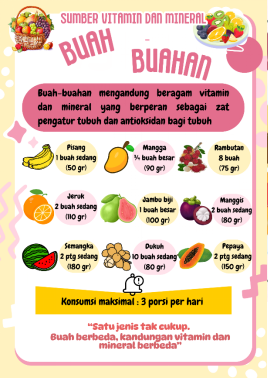 SUMBER VITAMIN DAN MINERAL
BUAH -
BUAHAN
Buah-buahan mengandung beragam vitamin
dan mineral yang berperan sebagai zat
pengatur tubuh dan antioksidan bagi tubuh
Pisang
1 buah sedang
(50 gr)
Mangga
¾ buah besar
(90 gr)
Rambutan
8 buah
(75 gr)
Jeruk
2 buah sedang
(110 gr)
Jambu biji
1 buah besar
(100 gr)
Manggis
2 buah sedang
(80 gr)
Semangka
2 ptg sedang
(180 gr)
Dukuh
10 buah sedang
(80 gr)
Pepaya
2 ptg sedang
(150 gr)
Konsumsi maksimal : 3 porsi per hari
"Satu jenis tak cukup.
Buah berbeda, kandungan vitamin dan
mineral berbeda"